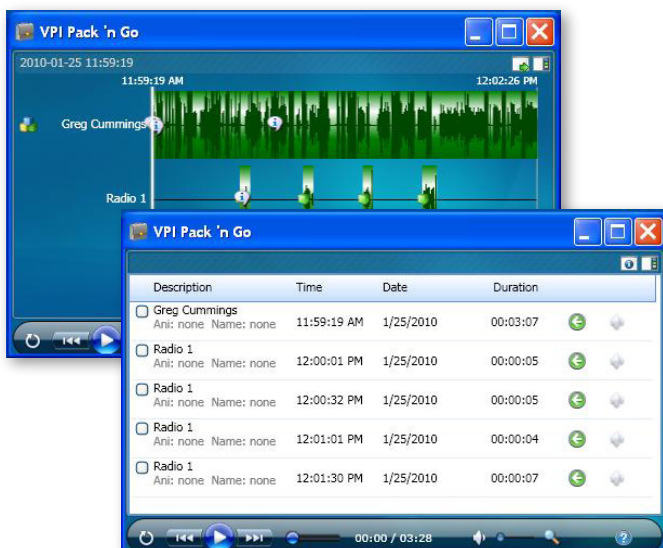 VPI Pack 'n Go
2010-01-25 11:59:19
11:59:19 AM 12:02:26 PM
Greg Cummings
Radio 1
VPI Pack 'n Go
Description Time Date Duration
Greg Cummings
Ani: none Name: none 11:59:19 AM 1/25/2010 00:03:07
Radio 1
Ani: none Name: none 12:00:01 PM 1/25/2010 00:00:05
Radio 1
Ani: none Name: none 12:00:32 PM 1/25/2010 00:00:05
Radio 1
Ani: none Name: none 12:01:01 PM 1/25/2010 00:00:04
Radio 1
Ani: none Name: none 12:01:30 PM 1/25/2010 00:00:07
00:00 / 03:28